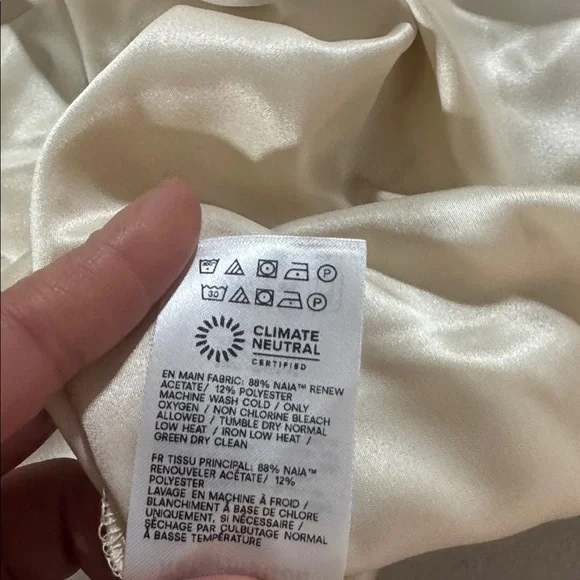 30
CLIMATE
NEUTRAL
CERTIFIED
EN MAIN FABRIC: 88% NAIA™ RENEW
ACETATE/ 12% POLYESTER
MACHINE WASH COLD / ONLY
OXYGEN / NON CHLORINE BLEACH
ALLOWED / TUMBLE DRY NORMAL
LOW HEAT / IRON LOW HEAT /
GREEN DRY CLEAN
FR TISSU PRINCIPAL: 88% NAIA™
RENOUVELER ACÉTATE/ 12%
POLYESTER
LAVAGE EN MACHINE À FROID /
BLANCHIMENT À BASE DE CHLORE
UNIQUEMENT, SI NÉCESSAIRE /
SÉCHAGE PAR CULBUTAGE NORMAL
À BASSE TEMPÉRATURE